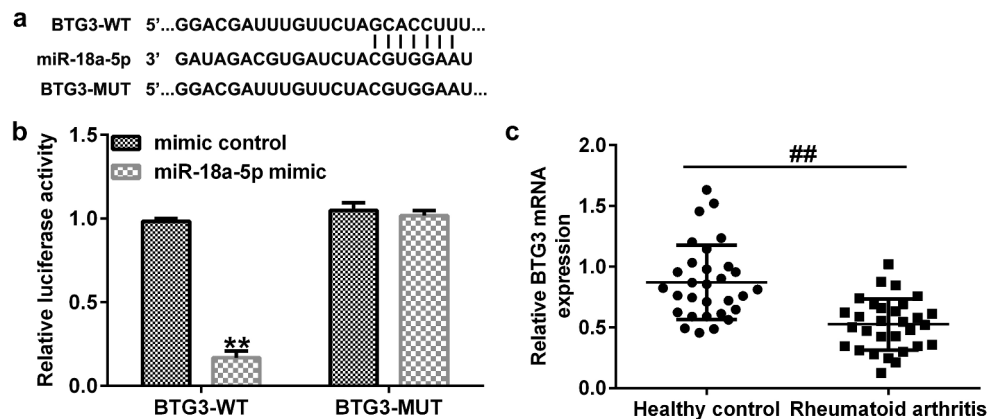 a
BTG3-WT 5'...GGACGAUUUGUUCUAGCACCUUU...
miR-18a-5p 3' GAUAGACGUGAUCUACGUGGAAU
BTG3-MUT 5'...GGACGAUUUGUUCUACGUGGAAU...
b
Relative luciferase activity
1.5
1.0
0.5
0.0
mimic control
miR-18a-5p mimic
**
BTG3-WT BTG3-MUT
c
Relative BTG3 mRNA
expression
2.0
1.5
1.0
0.5
0.0
##
Healthy control Rheumatoid arthritis